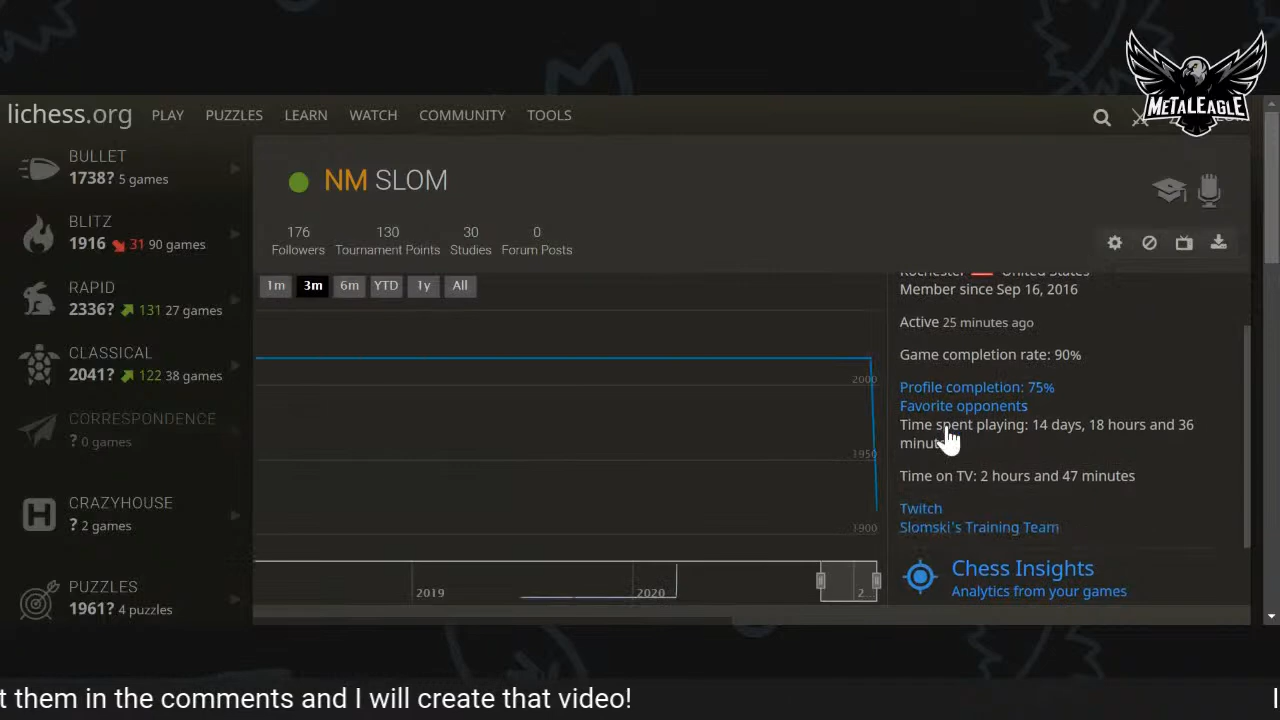 METALEAGLE
lichess.org PLAY PUZZLES LEARN WATCH COMMUNITY TOOLS
BULLET
1738? 5 games
BLITZ
1916 31 90 games
RAPID
2336? 131 27 games
CLASSICAL
2041? 122 38 games
CORRESPONDENCE
? 0 games
CRAZYHOUSE
? 2 games
PUZZLES
1961? 4 puzzles
NM SLOM
176 130 30 0
Followers Tournament Points Studies Forum Posts
1m 3m 6m YTD 1y All
2000
1950
1900
2019 2020 2...
Rochester United States
Member since Sep 16, 2016
Active 25 minutes ago
Game completion rate: 90%
Profile completion: 75%
Favorite opponents
Time spent playing: 14 days, 18 hours and 36
Time on TV: 2 hours and 47 minutes
Twitch
Slomski's Training Team
Chess Insights
Analytics from your games
t them in the comments and I will create that video!